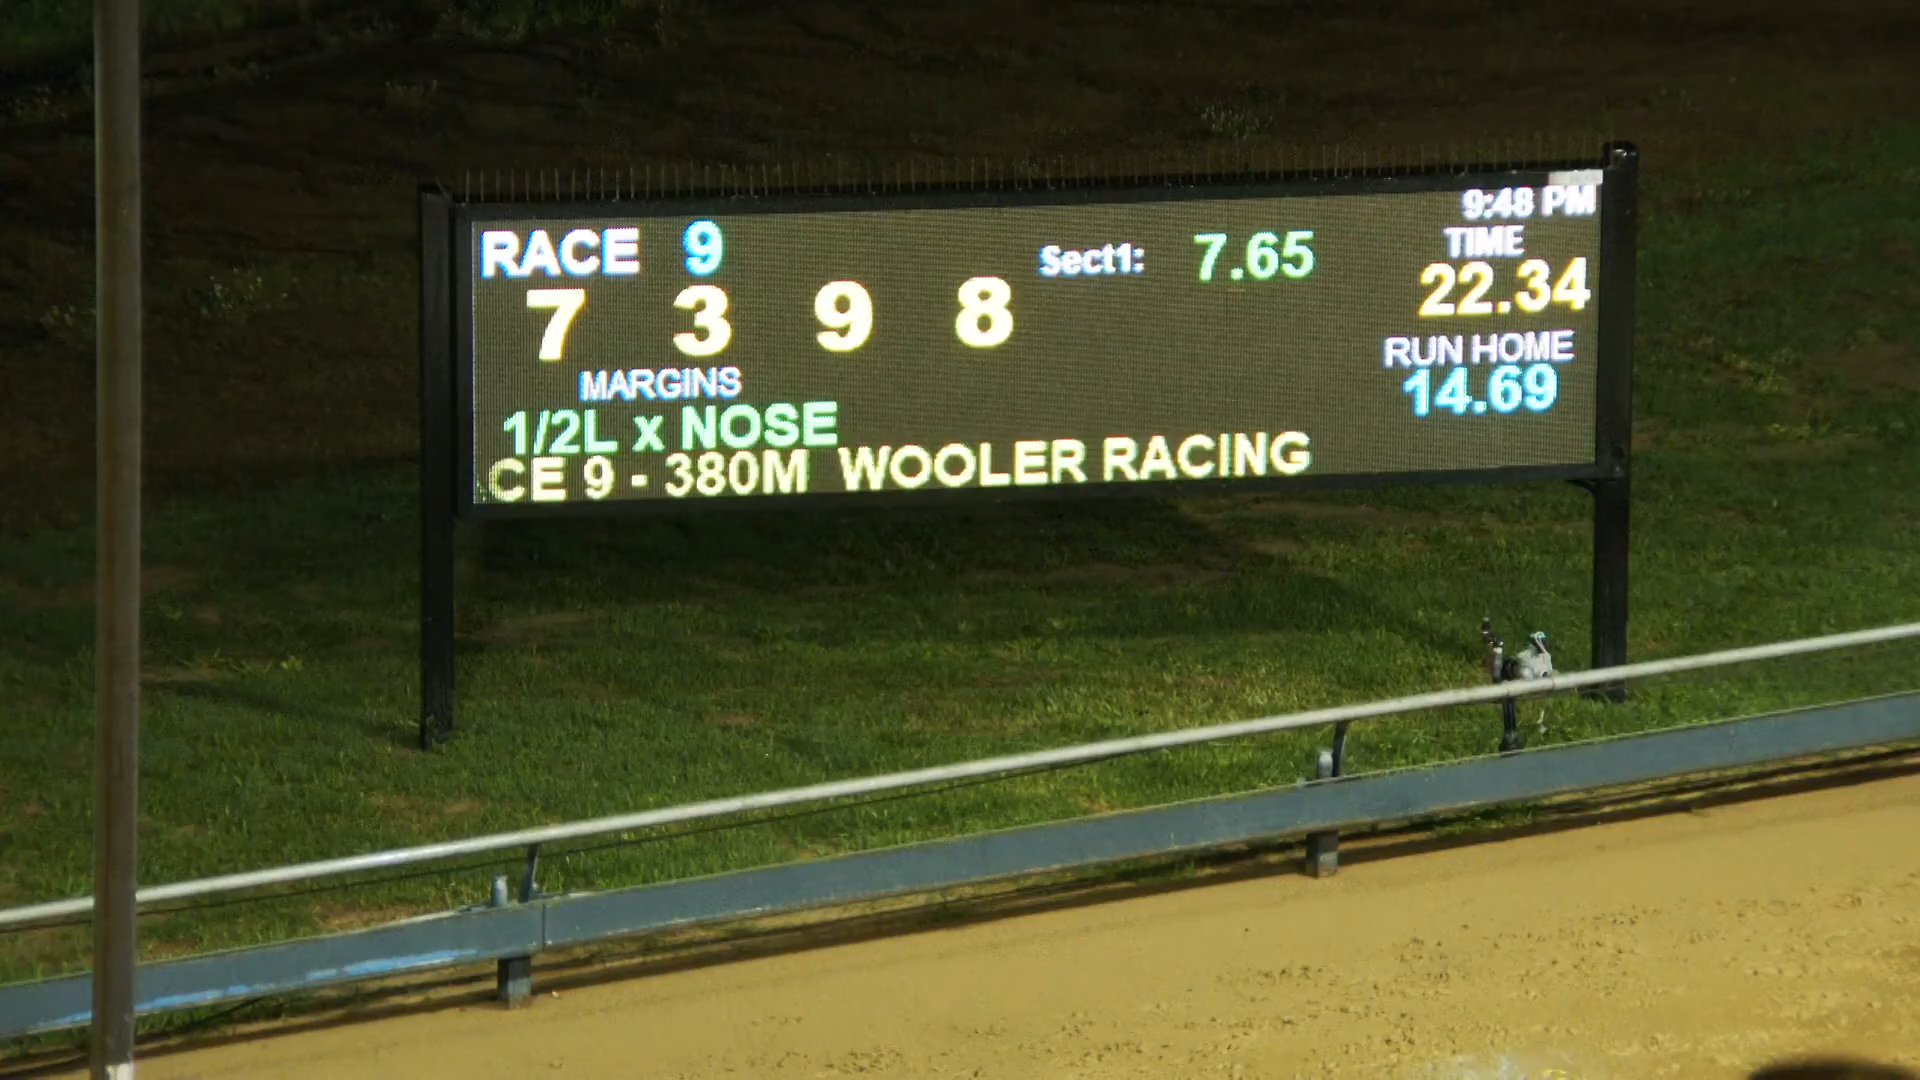 9:48 PM
RACE 9 Sect1: 7.65 TIME
7 3 9 8 22.34
MARGINS RUN HOME
1/2L x NOSE 14.69
CE 9 - 380M WOOLER RACING